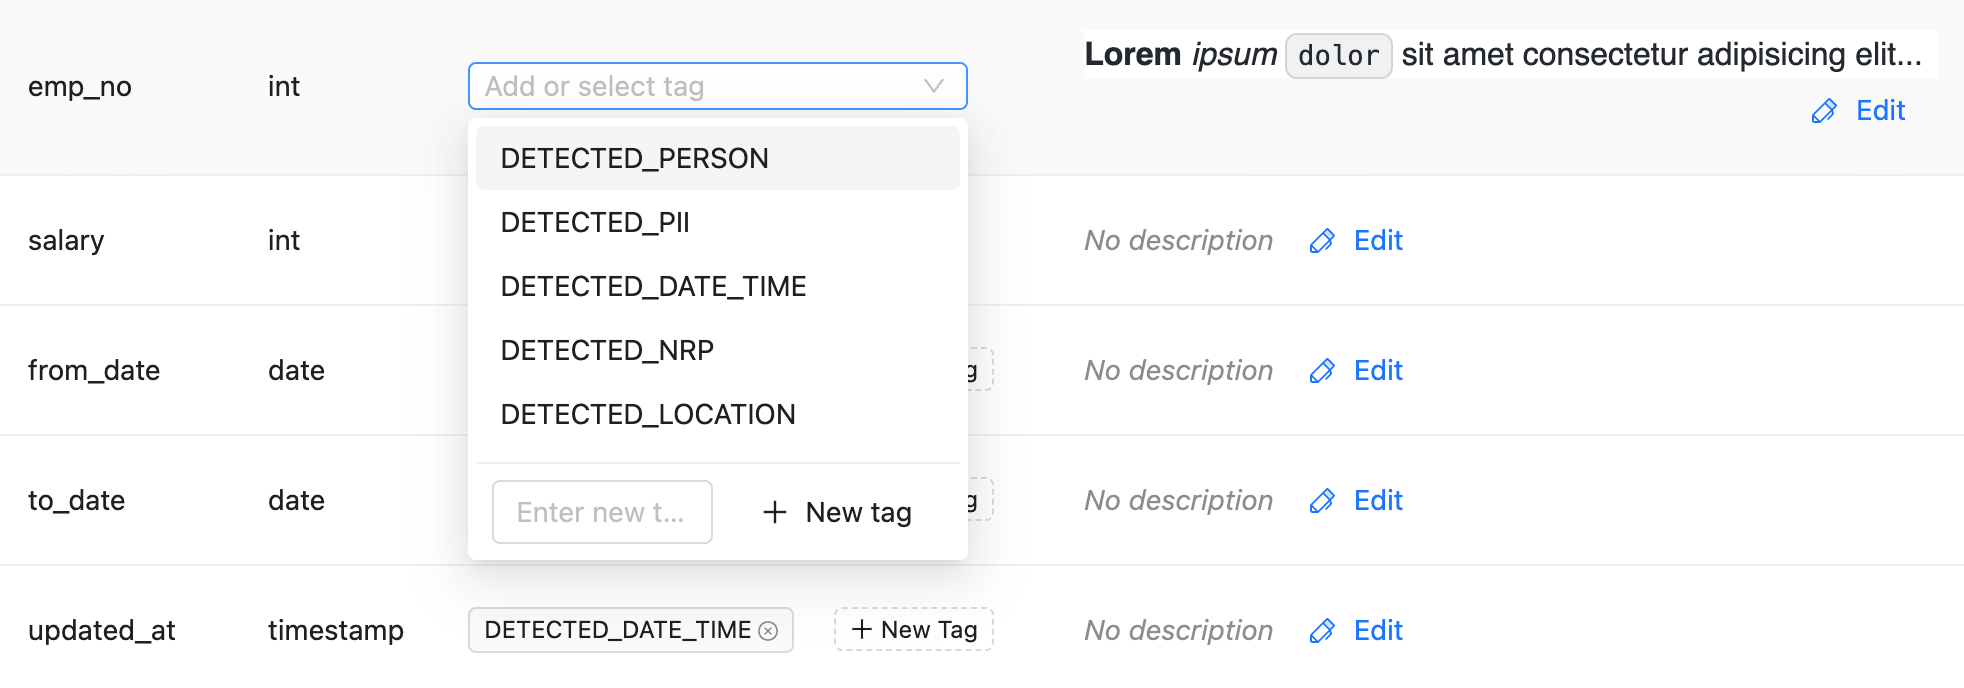 emp_no int Add or select tag Lorem ipsum dolor sit amet consectetur adipisicing elit...
Edit
DETECTED_PERSON
DETECTED_PII
salary int No description Edit
DETECTED_DATE_TIME
DETECTED_NRP
from_date date g No description Edit
DETECTED_LOCATION
to_date date g No description Edit
Enter new t... + New tag
updated_at timestamp DETECTED_DATE_TIME + New Tag No description Edit